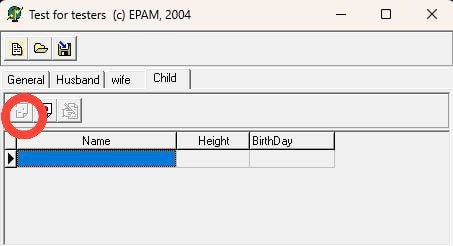 Test for testers (c) EPAM, 2004
General Husband wife Child
Name Height BirthDay